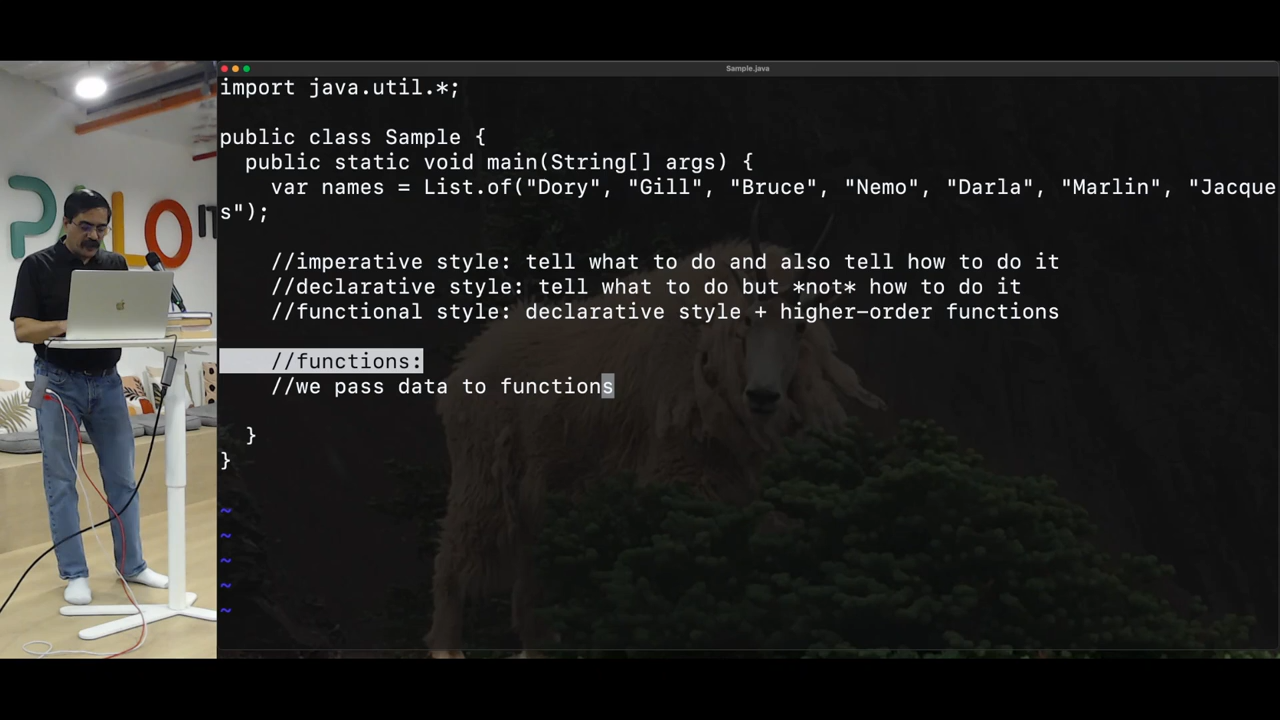 PALO
Sample.java
import java.util.*;
public class Sample {
public static void main(String[] args) {
var names = List.of("Dory", "Gill", "Bruce", "Nemo", "Darla", "Marlin", "Jacque
s");
//imperative style: tell what to do and also tell how to do it
//declarative style: tell what to do but *not* how to do it
//functional style: declarative style + higher-order functions
//functions:
//we pass data to functions
}
}
~
~
~
~
~